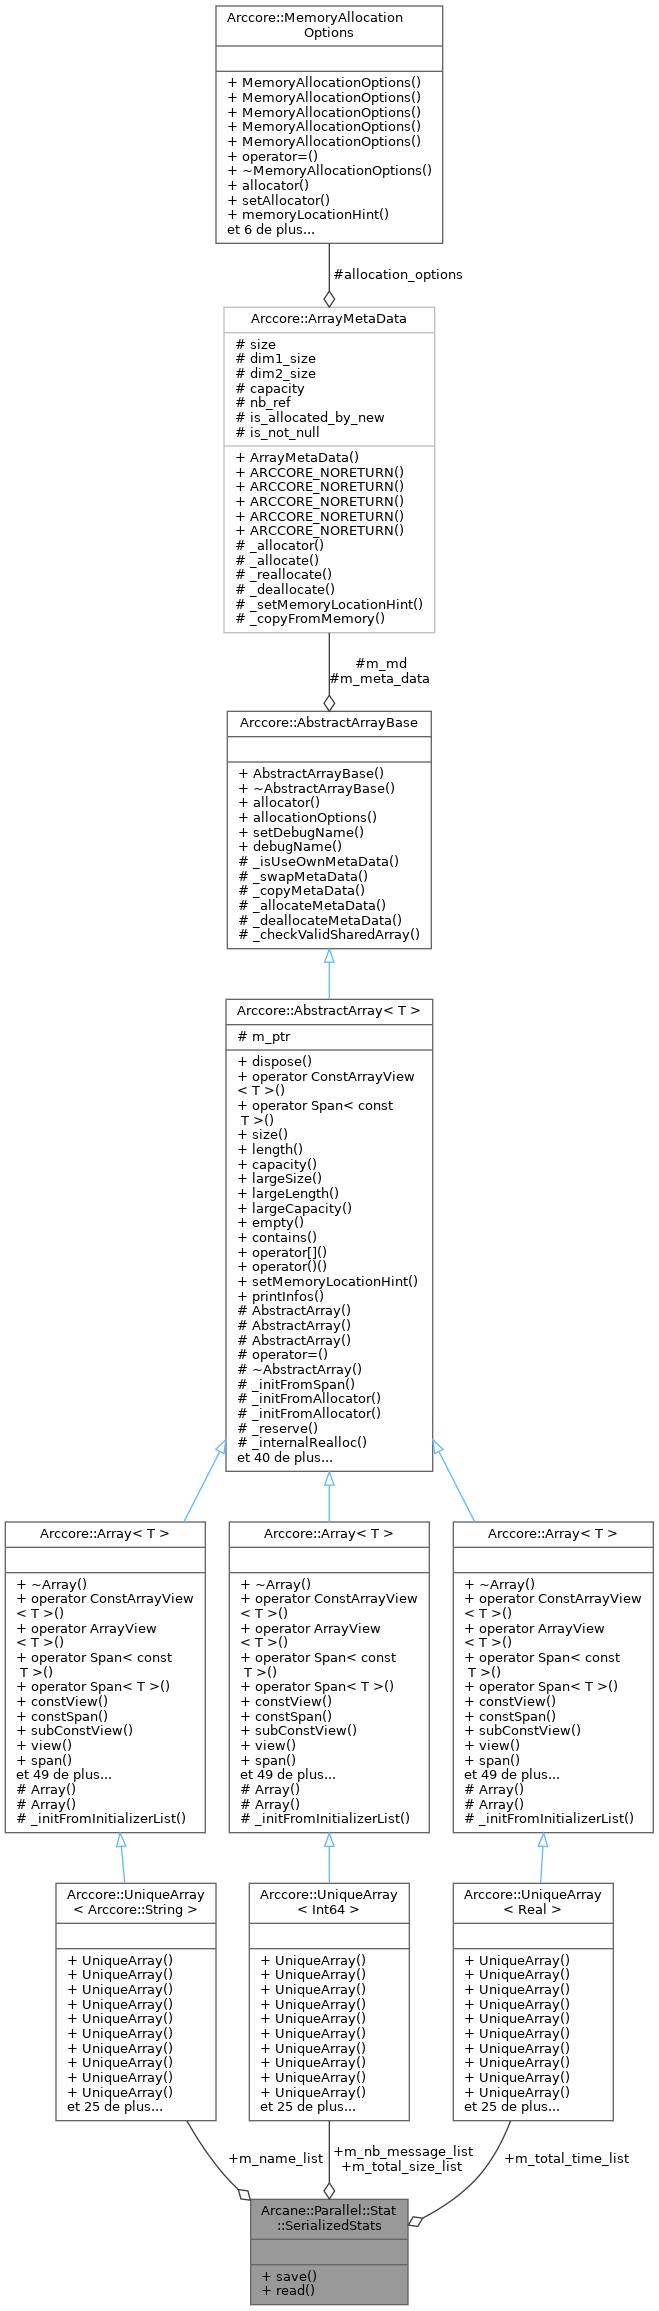 Arccore::MemoryAllocation
Options
+ MemoryAllocationOptions()
+ MemoryAllocationOptions()
+ MemoryAllocationOptions()
+ MemoryAllocationOptions()
+ MemoryAllocationOptions()
+ operator=()
+ ~MemoryAllocationOptions()
+ allocator()
+ setAllocator()
+ memoryLocationHint()
et 6 de plus...
#allocation_options
Arccore::ArrayMetaData
# size
# dim1_size
# dim2_size
# capacity
# nb_ref
# is_allocated_by_new
# is_not_null
+ ArrayMetaData()
+ ARCCORE_NORETURN()
+ ARCCORE_NORETURN()
+ ARCCORE_NORETURN()
+ ARCCORE_NORETURN()
+ ARCCORE_NORETURN()
# _allocator()
# _allocate()
# _reallocate()
# _deallocate()
# _setMemoryLocationHint()
# _copyFromMemory()
#m_md
#m_meta_data
Arccore::AbstractArrayBase
+ AbstractArrayBase()
+ ~AbstractArrayBase()
+ allocator()
+ allocationOptions()
+ setDebugName()
+ debugName()
# _isUseOwnMetaData()
# _swapMetaData()
# _copyMetaData()
# _allocateMetaData()
# _deallocateMetaData()
# _checkValidSharedArray()
Arccore::AbstractArray< T >
# m_ptr
+ dispose()
+ operator ConstArrayView
< T >()
+ operator Span< const
T >()
+ size()
+ length()
+ capacity()
+ largeSize()
+ largeLength()
+ largeCapacity()
+ empty()
+ contains()
+ operator[]()
+ operator()()
+ setMemoryLocationHint()
+ printInfos()
# AbstractArray()
# AbstractArray()
# AbstractArray()
# operator=()
# ~AbstractArray()
# _initFromSpan()
# _initFromAllocator()
# _initFromAllocator()
# _reserve()
# _internalRealloc()
et 40 de plus...
Arccore::Array< T >
+ ~Array()
+ operator ConstArrayView
< T >()
+ operator ArrayView
< T >()
+ operator Span< const
T >()
+ operator Span< T >()
+ constView()
+ constSpan()
+ subConstView()
+ view()
+ span()
et 49 de plus...
# Array()
# Array()
# _initFromInitializerList()
Arccore::Array< T >
+ ~Array()
+ operator ConstArrayView
< T >()
+ operator ArrayView
< T >()
+ operator Span< const
T >()
+ operator Span< T >()
+ constView()
+ constSpan()
+ subConstView()
+ view()
+ span()
et 49 de plus...
# Array()
# Array()
# _initFromInitializerList()
Arccore::Array< T >
+ ~Array()
+ operator ConstArrayView
< T >()
+ operator ArrayView
< T >()
+ operator Span< const
T >()
+ operator Span< T >()
+ constView()
+ constSpan()
+ subConstView()
+ view()
+ span()
et 49 de plus...
# Array()
# Array()
# _initFromInitializerList()
Arccore::UniqueArray
< Arccore::String >
+ UniqueArray()
+ UniqueArray()
+ UniqueArray()
+ UniqueArray()
+ UniqueArray()
+ UniqueArray()
+ UniqueArray()
+ UniqueArray()
+ UniqueArray()
+ UniqueArray()
et 25 de plus...
Arccore::UniqueArray
< Int64 >
+ UniqueArray()
+ UniqueArray()
+ UniqueArray()
+ UniqueArray()
+ UniqueArray()
+ UniqueArray()
+ UniqueArray()
+ UniqueArray()
+ UniqueArray()
+ UniqueArray()
et 25 de plus...
Arccore::UniqueArray
< Real >
+ UniqueArray()
+ UniqueArray()
+ UniqueArray()
+ UniqueArray()
+ UniqueArray()
+ UniqueArray()
+ UniqueArray()
+ UniqueArray()
+ UniqueArray()
+ UniqueArray()
et 25 de plus...
+m_name_list
+m_nb_message_list
+m_total_size_list
+m_total_time_list
Arcane::Parallel::Stat
::SerializedStats
+ save()
+ read()